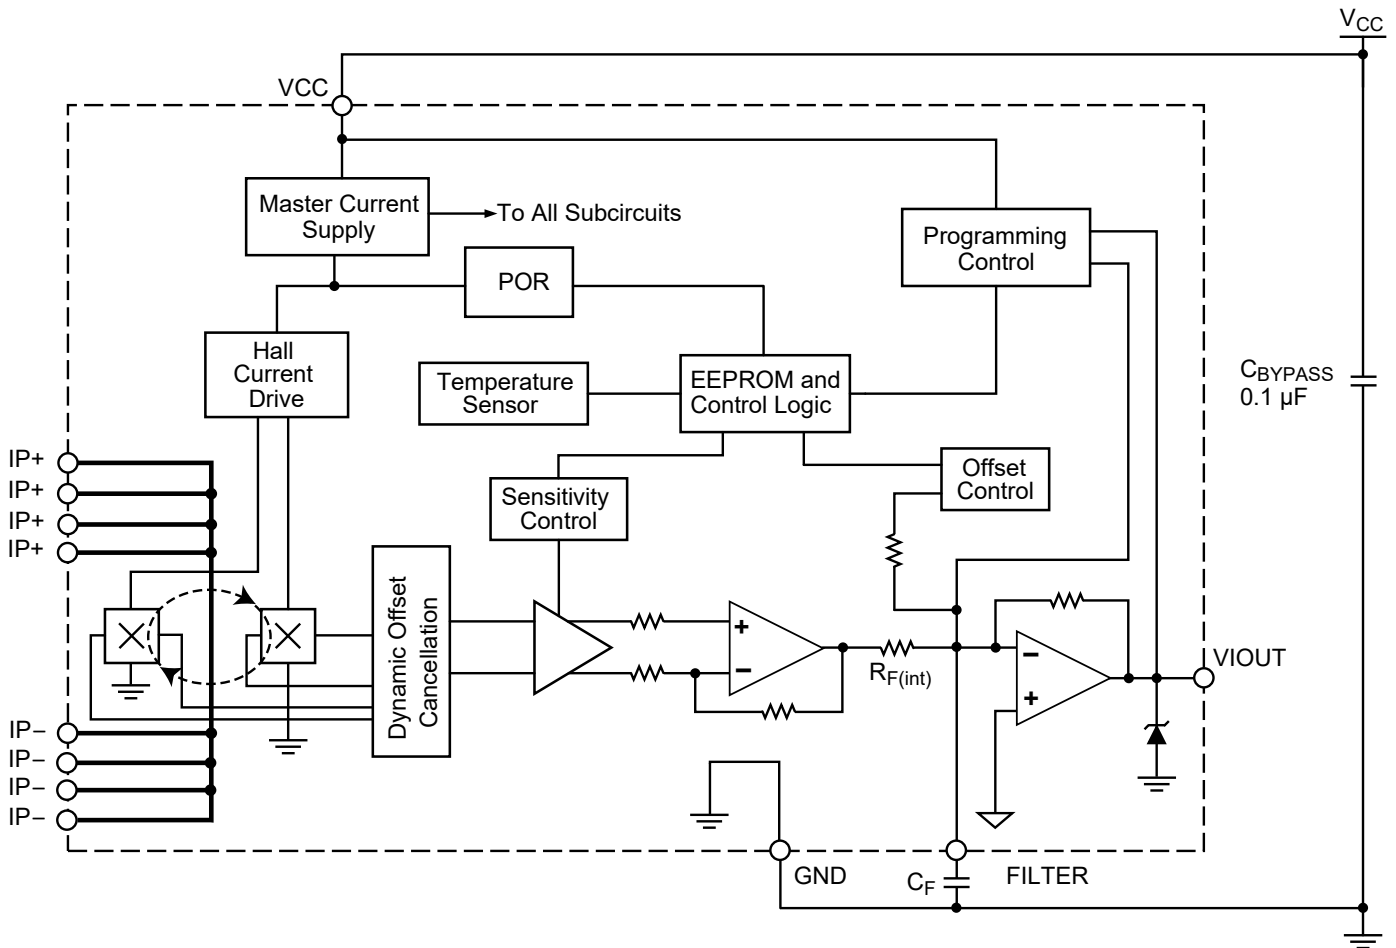 VCC
VCC
Master Current
Supply
To All Subcircuits
POR
Programming
Control
Hall
Current
Drive
Temperature
Sensor
EEPROM and
Control Logic
CBYPASS
0.1 µF
IP+
IP+
IP+
IP+
Sensitivity
Control
Offset
Control
Dynamic Offset
Cancellation
+
−
RF(int)
−
+
VIOUT
IP−
IP−
IP−
IP−
GND
CF
FILTER